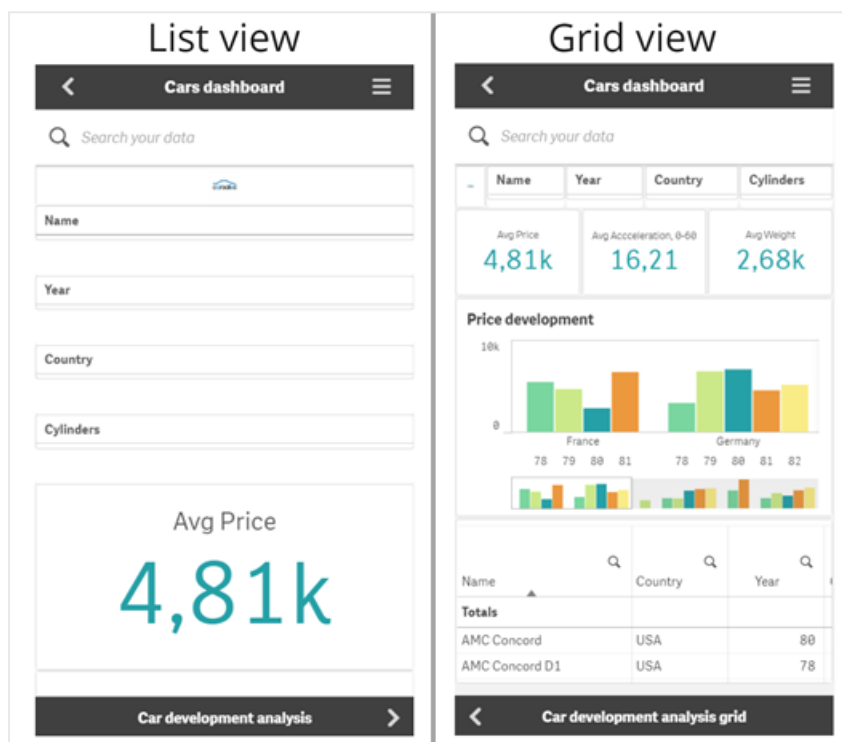 List view
Cars dashboard
Search your data
Name
Year
Country
Cylinders
Avg Price
4,81k
Car development analysis
Grid view
Cars dashboard
Search your data
Name Year Country Cylinders
Avg Price Avg Accceleration, 0-60 Avg Weight
4,81k 16,21 2,68k
Price development
10k
0
France Germany
78 79 80 81 78 79 80 81 82
Name Country Year
Totals
AMC Concord USA 80
AMC Concord D1 USA 78
Car development analysis grid